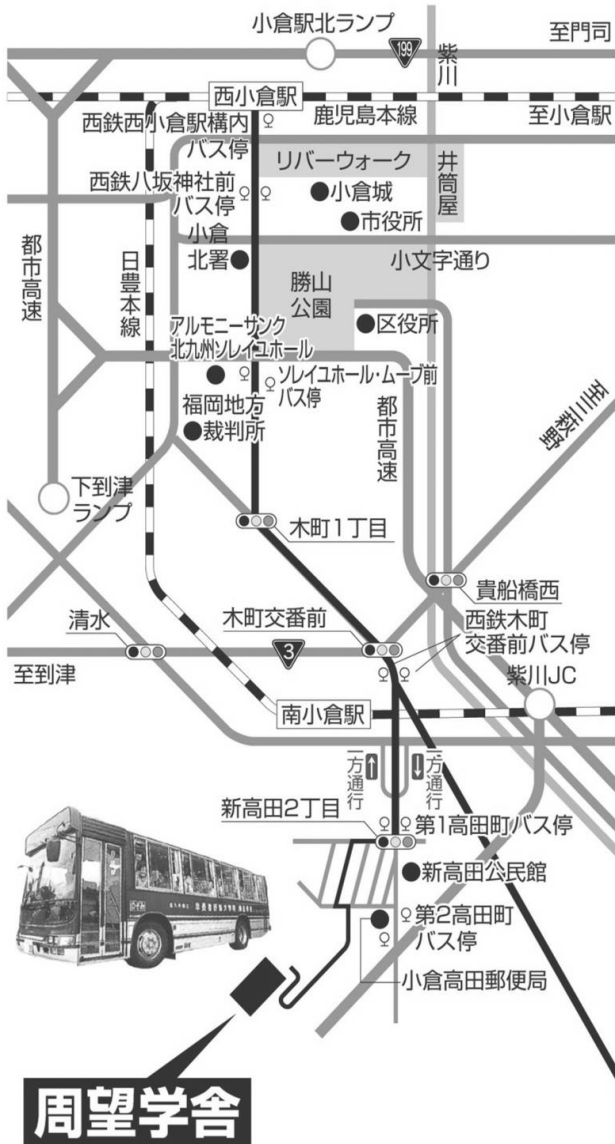 小倉駅北ランプ
199
至門司
紫川
西小倉駅
鹿児島本線
至小倉駅
西鉄西小倉駅構内
バス停
リバーウォーク
井筒屋
西鉄八坂神社前
バス停
小倉城
市役所
都市高速
日豊本線
小倉
北署
小文字通り
勝山
公園
区役所
アルモニーサンク
北九州ソレイユホール
ソレイユホール・ムーブ前
バス停
都市高速
福岡地方
裁判所
至三萩野
下到津
ランプ
木町1丁目
貴船橋西
清水
木町交番前
西鉄木町
交番前バス停
3
至到津
紫川JC
南小倉駅
一方通行
一方通行
新高田2丁目
第1高田町バス停
新高田公民館
第2高田町
バス停
小倉高田郵便局
周望学舎